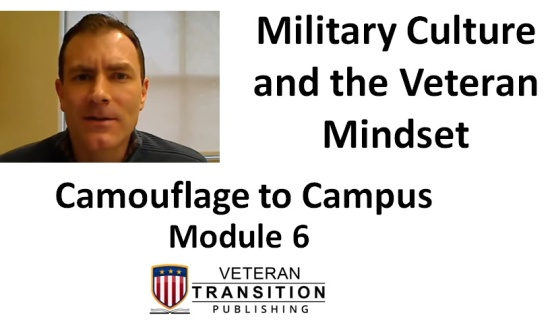 Military Culture
and the Veteran
Mindset
Camouflage to Campus
Module 6
VETERAN
TRANSITION
PUBLISHING